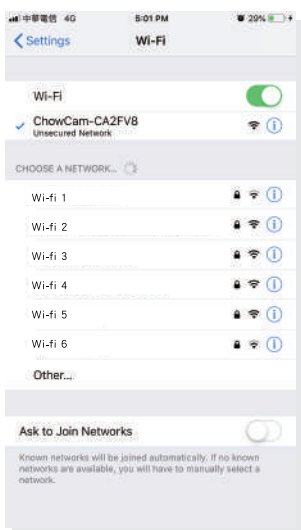 中華電信 4G 5:01 PM 29%
Settings Wi-Fi
Wi-Fi
ChowCam-CA2FV8
Unsecured Network
CHOOSE A NETWORK...
Wi-fi 1
Wi-fi 2
Wi-fi 3
Wi-fi 4
Wi-fi 5
Wi-fi 6
Other...
Ask to Join Networks
Known networks will be joined automatically. If no known
networks are available, you will have to manually select a
network.